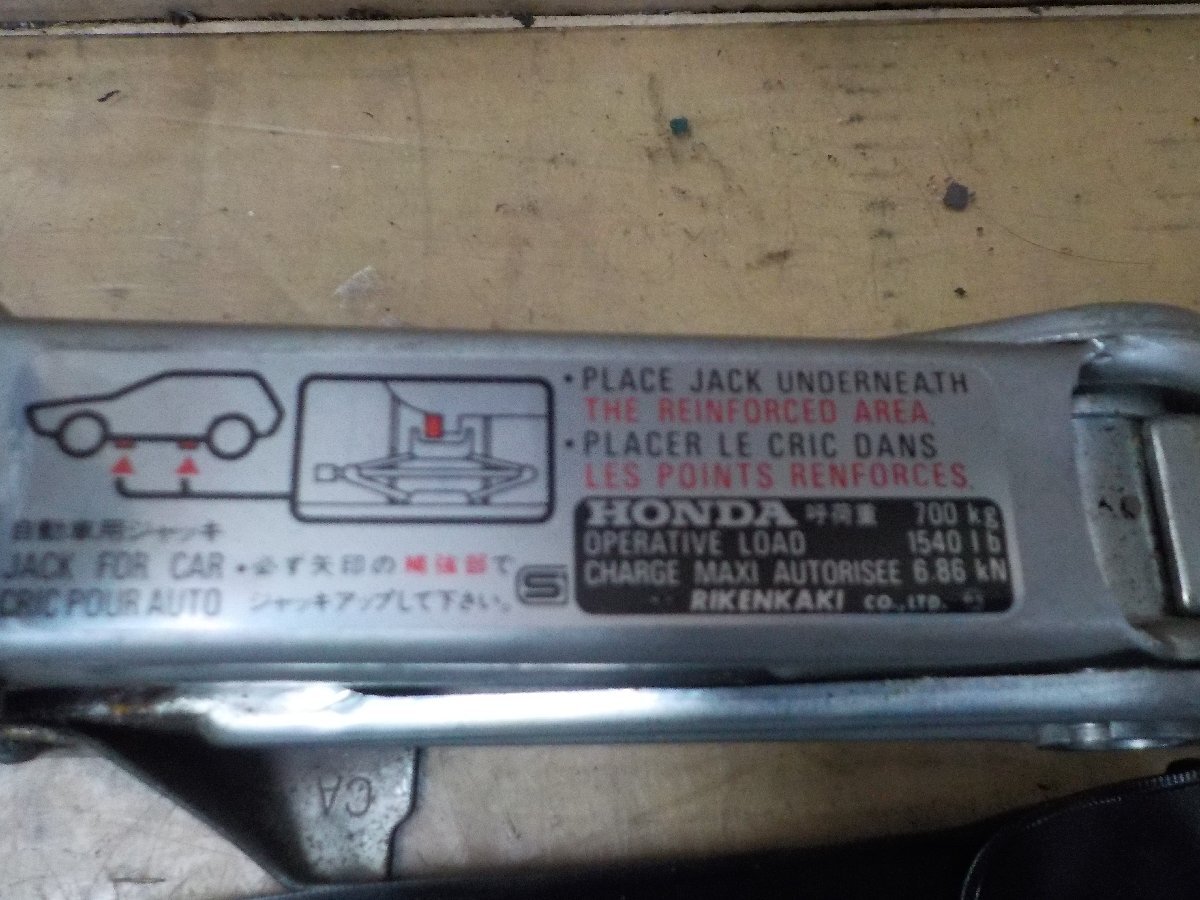 • PLACE JACK UNDERNEATH
THE REINFORCED AREA.
• PLACER LE CRIC DANS
LES POINTS RENFORCES.
自動車用ジャッキ
JACK FOR CAR
CRIC POUR AUTO
• 必ず矢印の補強部で
ジャッキアップして下さい。
S
HONDA 呼荷重 700 kg
OPERATIVE LOAD 1540 lb
CHARGE MAXI AUTORISEE 6.86 kN
RIKENKAKI CO.,LTD.
CA